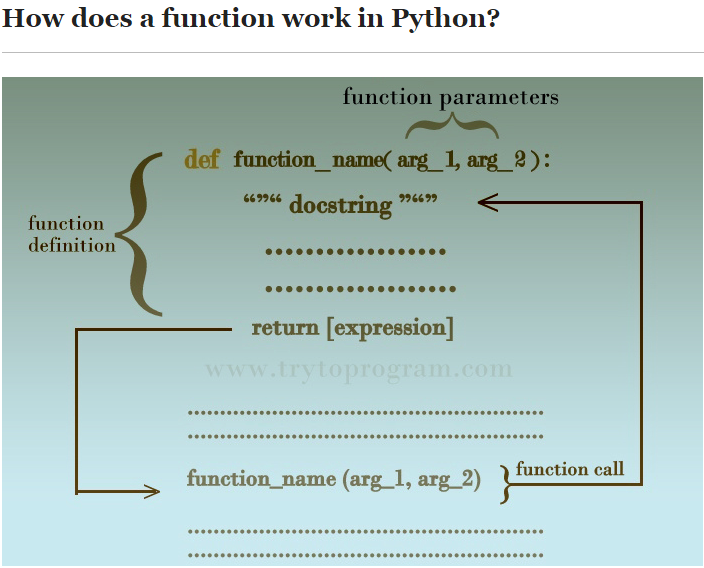 How does a function work in Python?
function parameters
def function_name( arg_1, arg_2 ):
“”“ docstring ”“”
function
definition
..................
...................
return [expression]
www.trytoprogram.com
................................................................
................................................................
function_name (arg_1, arg_2)
function call
................................................................
................................................................